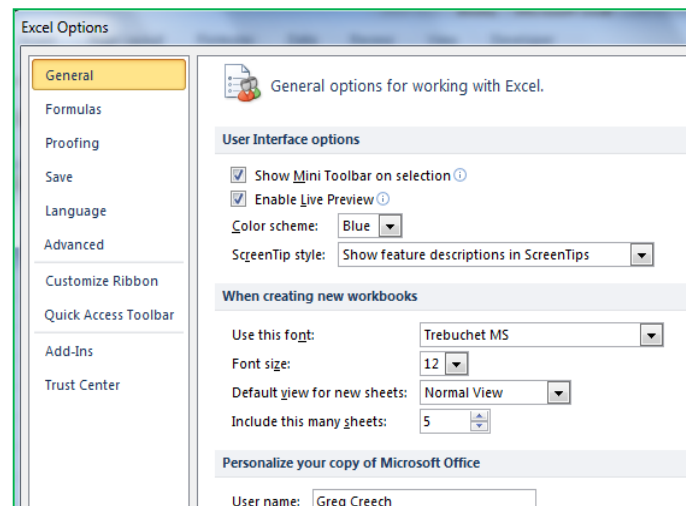 Excel Options
General
Formulas
Proofing
Save
Language
Advanced
Customize Ribbon
Quick Access Toolbar
Add-Ins
Trust Center
General options for working with Excel.
User Interface options
Show Mini Toolbar on selection
Enable Live Preview
Color scheme: Blue
ScreenTip style: Show feature descriptions in ScreenTips
When creating new workbooks
Use this font: Trebuchet MS
Font size: 12
Default view for new sheets: Normal View
Include this many sheets: 5
Personalize your copy of Microsoft Office
User name: Greg Creech